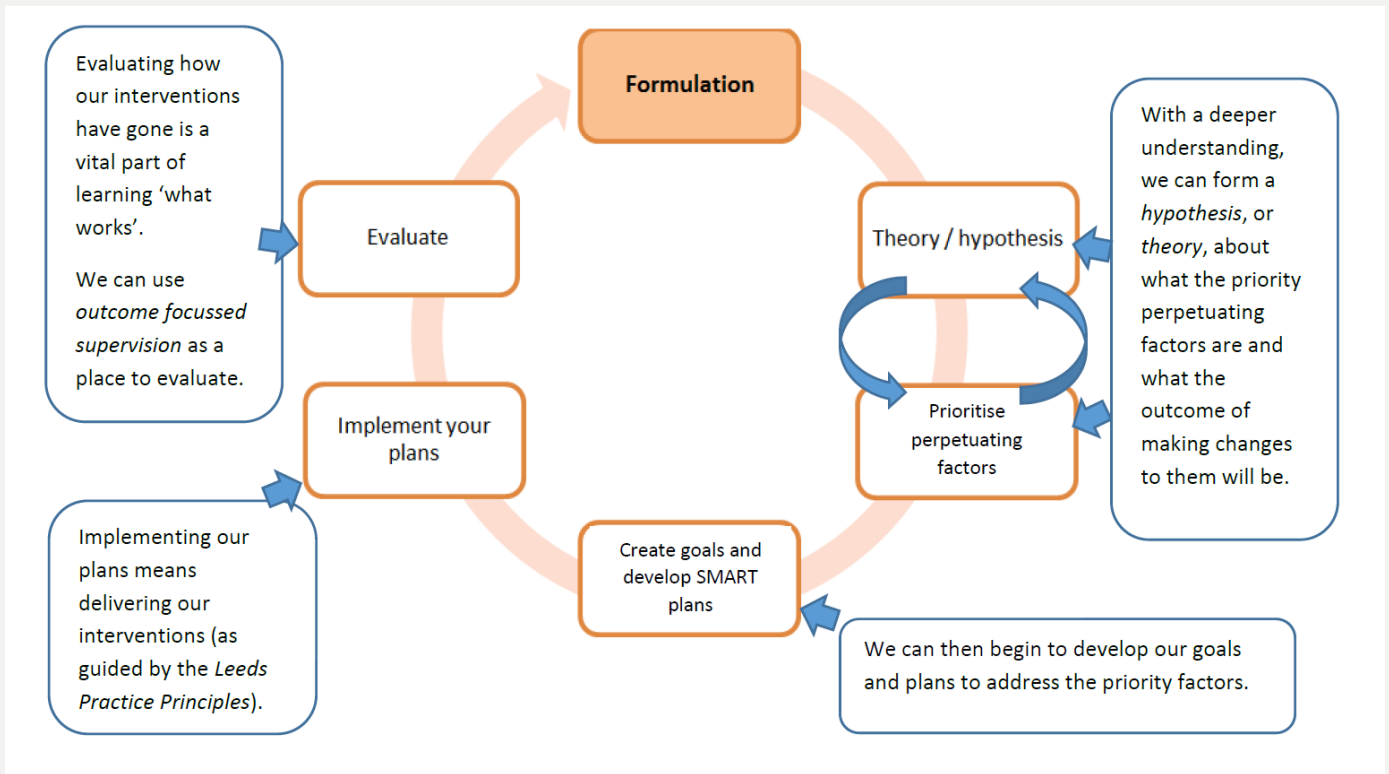 Formulation
Theory / hypothesis
With a deeper
understanding,
we can form a
hypothesis, or
theory, about
what the priority
perpetuating
factors are and
what the
outcome of
making changes
to them will be.
Prioritise
perpetuating
factors
Create goals and
develop SMART
plans
We can then begin to develop our goals
and plans to address the priority factors.
Implement your
plans
Implementing our
plans means
delivering our
interventions (as
guided by the Leeds
Practice Principles).
Evaluate
Evaluating how
our interventions
have gone is a
vital part of
learning ‘what
works’.
We can use
outcome focussed
supervision as a
place to evaluate.